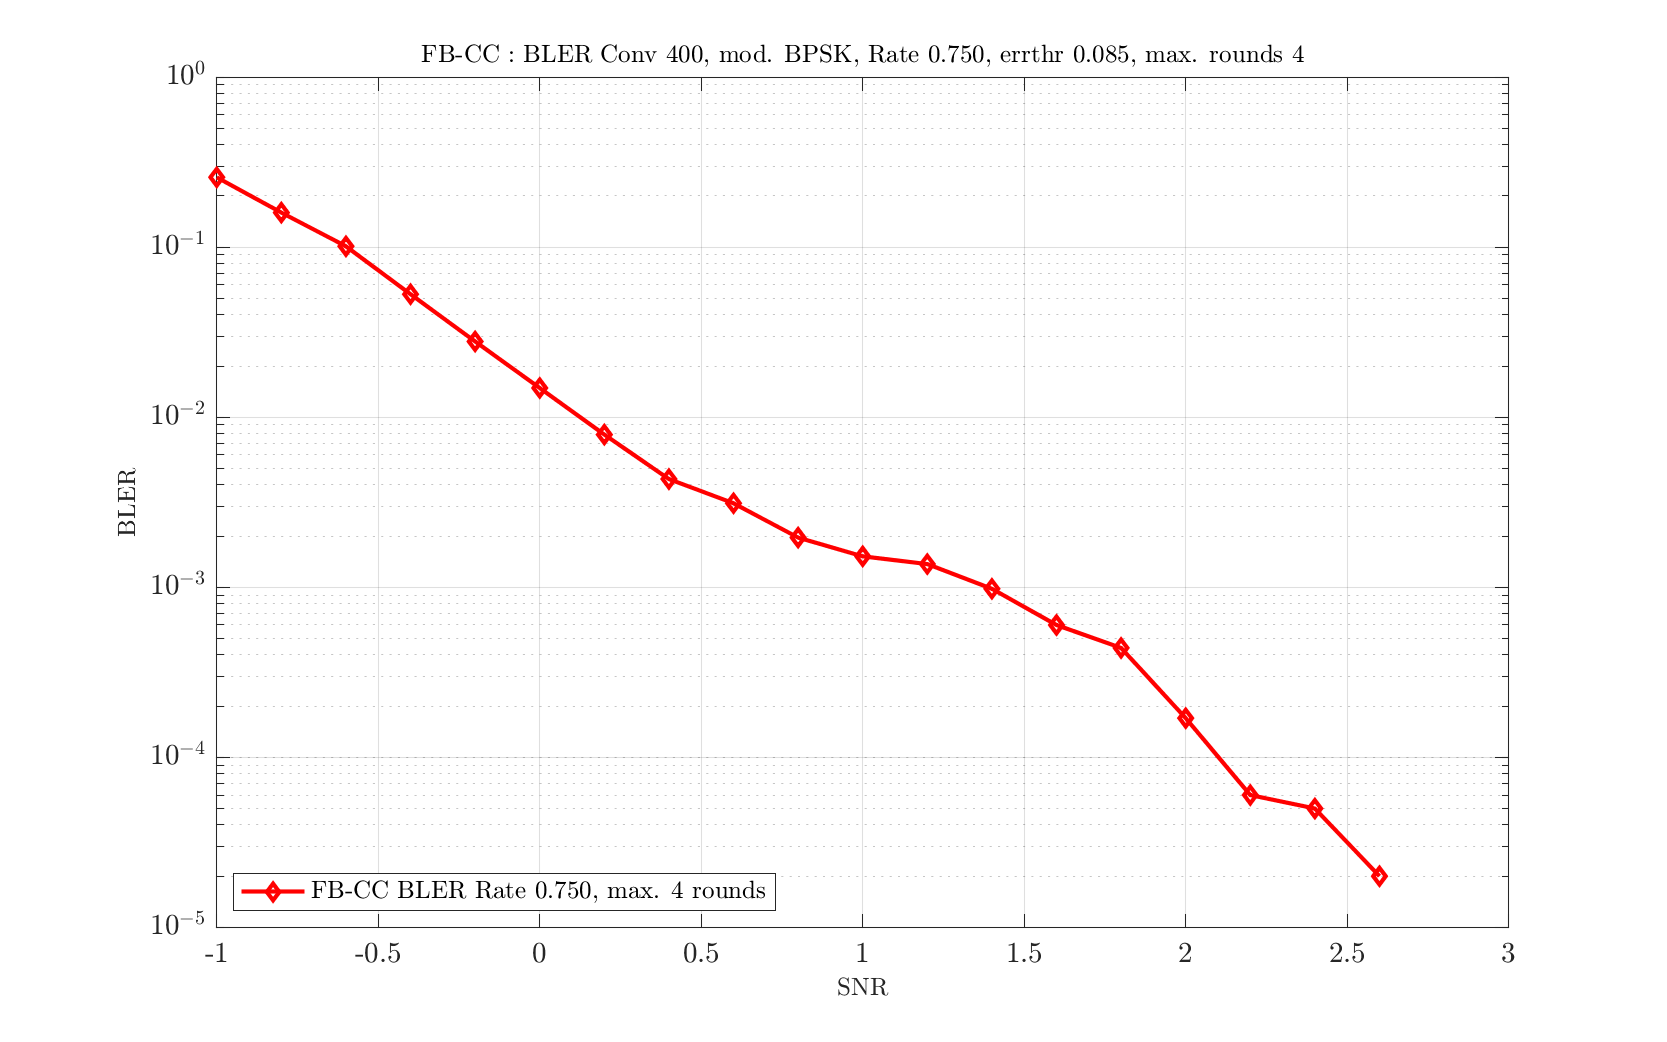 FB-CC : BLER Conv 400, mod. BPSK, Rate 0.750, errthr 0.085, max. rounds 4
10^0
10^-1
10^-2
10^-3
10^-4
10^-5
BLER
FB-CC BLER Rate 0.750, max. 4 rounds
-1 -0.5 0 0.5 1 1.5 2 2.5 3
SNR